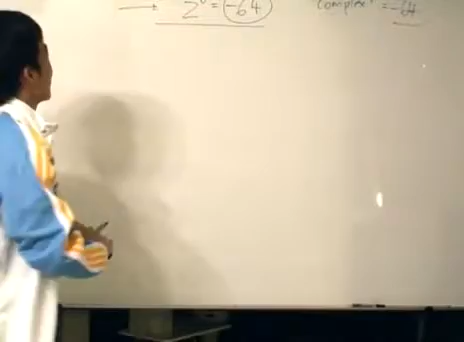 → z⁶ = -64
complex = -64